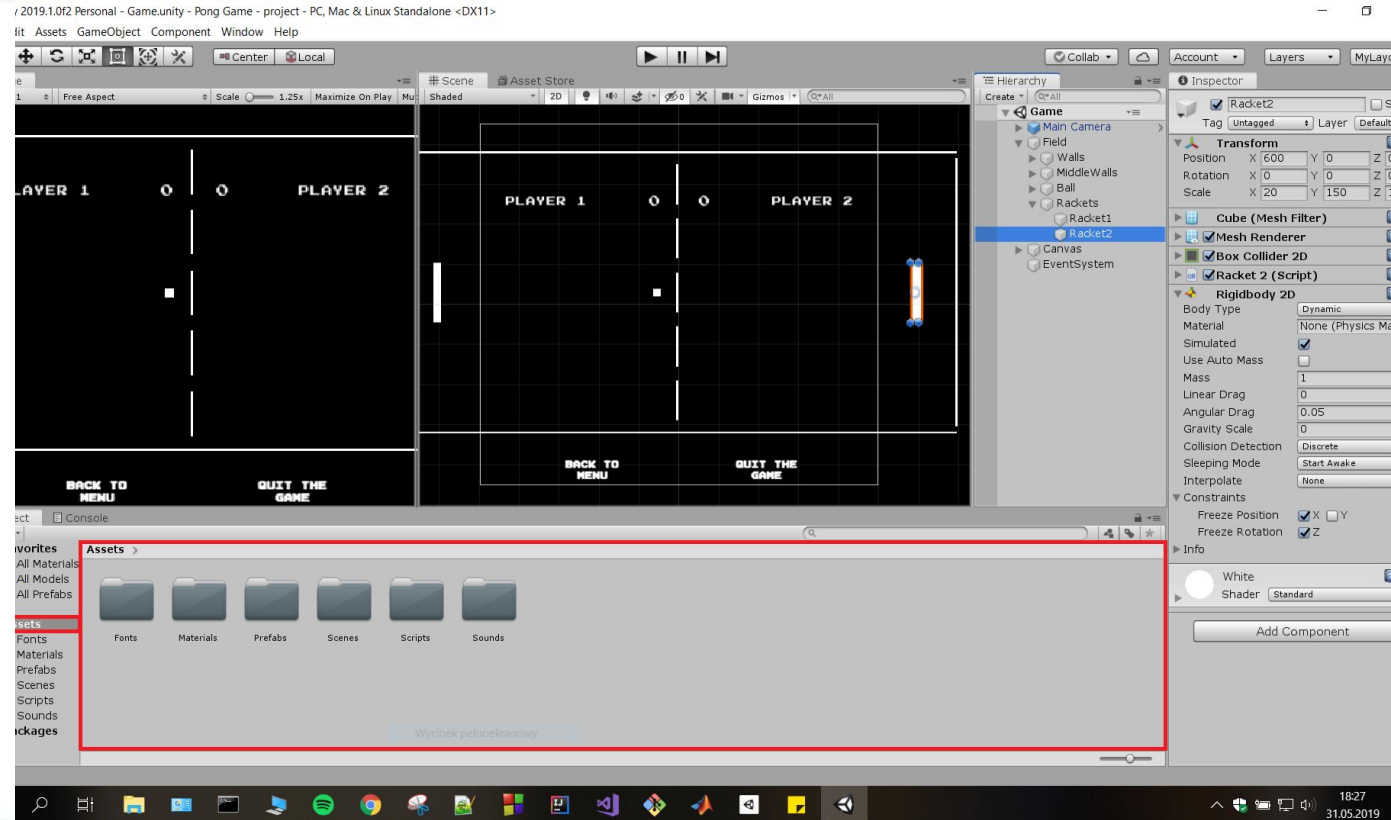 2019.1.0f2 Personal - Game.unity - Pong Game - project - PC, Mac & Linux Standalone <DX11>
Assets GameObject Component Window Help
Center Local Collab Account Layers
Scene Asset Store Hierarchy Inspector
1 Free Aspect Scale 1.25x Maximize On Play Shaded 2D 0 Gizmos All Create All
Game
Main Camera
Field
Walls
MiddleWalls
Ball
Rackets
Racket1
Racket2
Canvas
EventSystem
PLAYER 1 0 0 PLAYER 2
BACK TO
MENU
QUIT THE
GAME
PLAYER 1 0 0 PLAYER 2
BACK TO
MENU
QUIT THE
GAME
Racket2
Tag Untagged Layer Default
Transform
Position X 600 Y 0 Z
Rotation X 0 Y 0 Z
Scale X 20 Y 150 Z
Cube (Mesh Filter)
Mesh Renderer
Box Collider 2D
Racket 2 (Script)
Rigidbody 2D
Body Type Dynamic
Material None (Physics
Simulated
Use Auto Mass
Mass 1
Linear Drag 0
Angular Drag 0.05
Gravity Scale 0
Collision Detection Discrete
Sleeping Mode Start Awake
Interpolate None
Constraints
Freeze Position X Y
Freeze Rotation Z
Info
White
Shader Standard
Add Component
Console
Assets
All Materials
All Models
All Prefabs
Fonts
Materials
Prefabs
Scenes
Scripts
Sounds
Fonts Materials Prefabs Scenes Scripts Sounds
Wycinek pełnoekranowy
18:27
31.05.2019